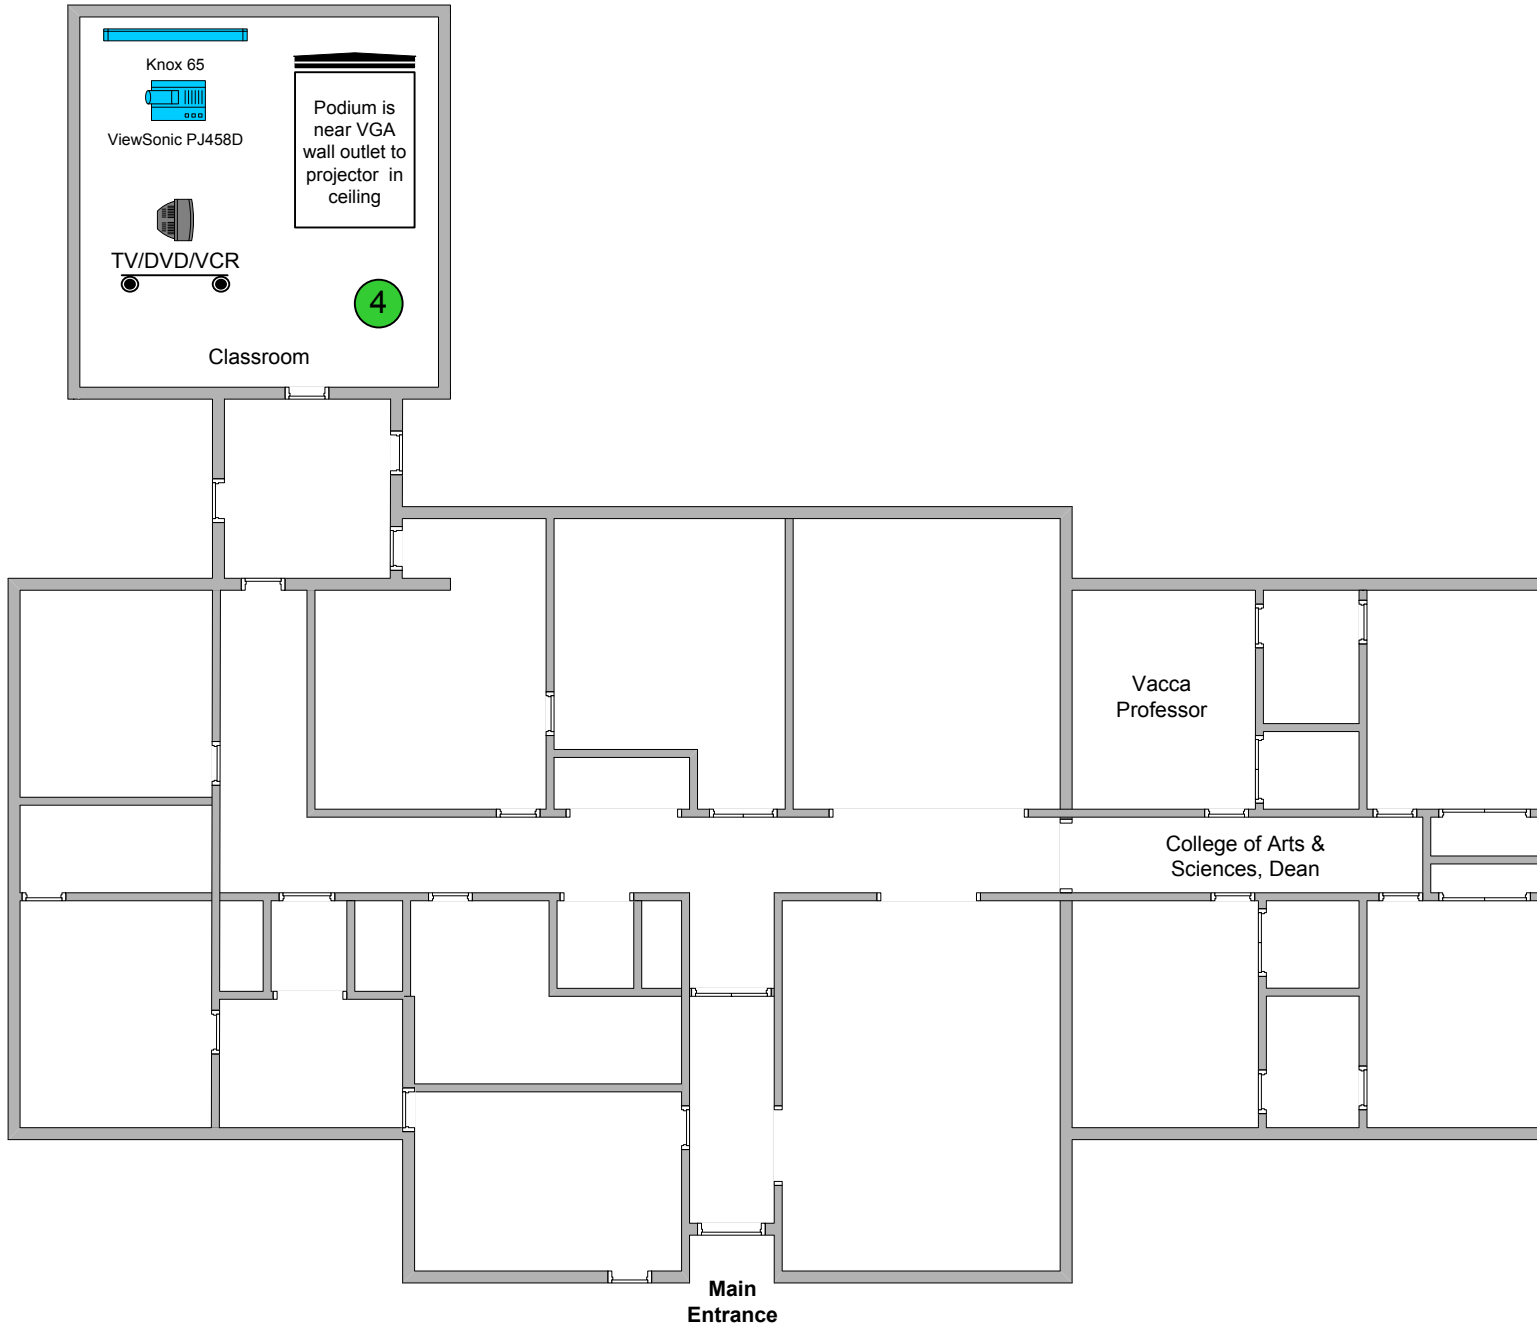 Knox 65
ViewSonic PJ458D
Podium is
near VGA
wall outlet to
projector in
ceiling
TV/DVD/VCR
4
Classroom
Vacca
Professor
College of Arts &
Sciences, Dean
Main
Entrance